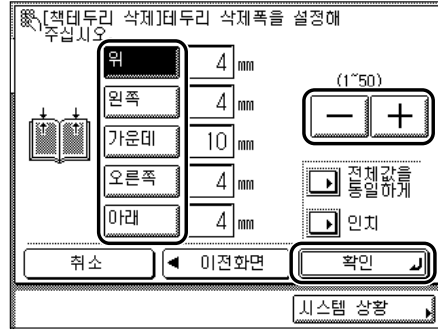 [책테두리 삭제]테두리 삭제폭을 설정해
주십시오
위 4 mm
(1~50)
왼쪽 4 mm
− +
가운데 10 mm
오른쪽 4 mm
전체값을
동일하게
아래 4 mm
인치
취소 ◀ 이전화면 확인
시스템 상황